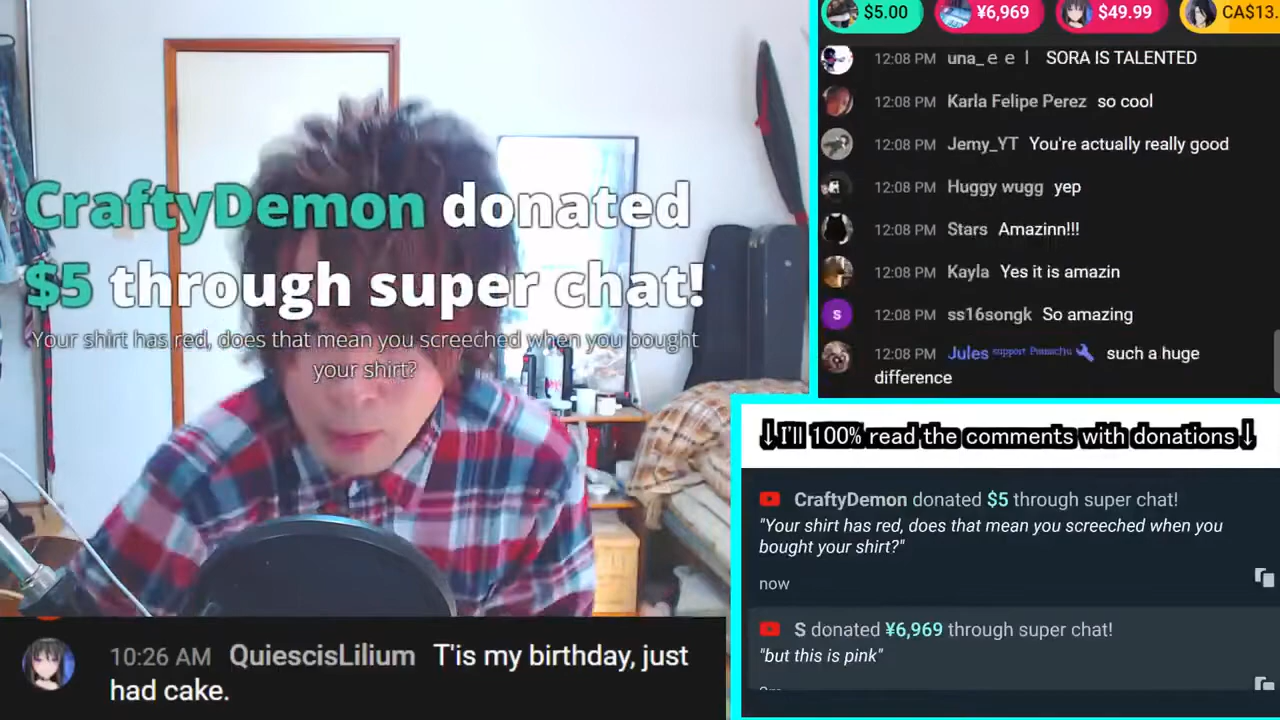 CraftyDemon donated
$5 through super chat!
Your shirt has red, does that mean you screeched when you bought
your shirt?
10:26 AM QuiescisLilium T'is my birthday, just
had cake.
$5.00 ¥6,969 $49.99 CA$13.
12:08 PM una_ｅｅｌ SORA IS TALENTED
12:08 PM Karla Felipe Perez so cool
12:08 PM Jemy_YT You're actually really good
12:08 PM Huggy wugg yep
12:08 PM Stars Amazinn!!!
12:08 PM Kayla Yes it is amazin
S 12:08 PM ss16songk So amazing
12:08 PM Jules support such a huge
difference
↓I'll 100% read the comments with donations↓
CraftyDemon donated $5 through super chat!
"Your shirt has red, does that mean you screeched when you
bought your shirt?"
now
S donated ¥6,969 through super chat!
"but this is pink"